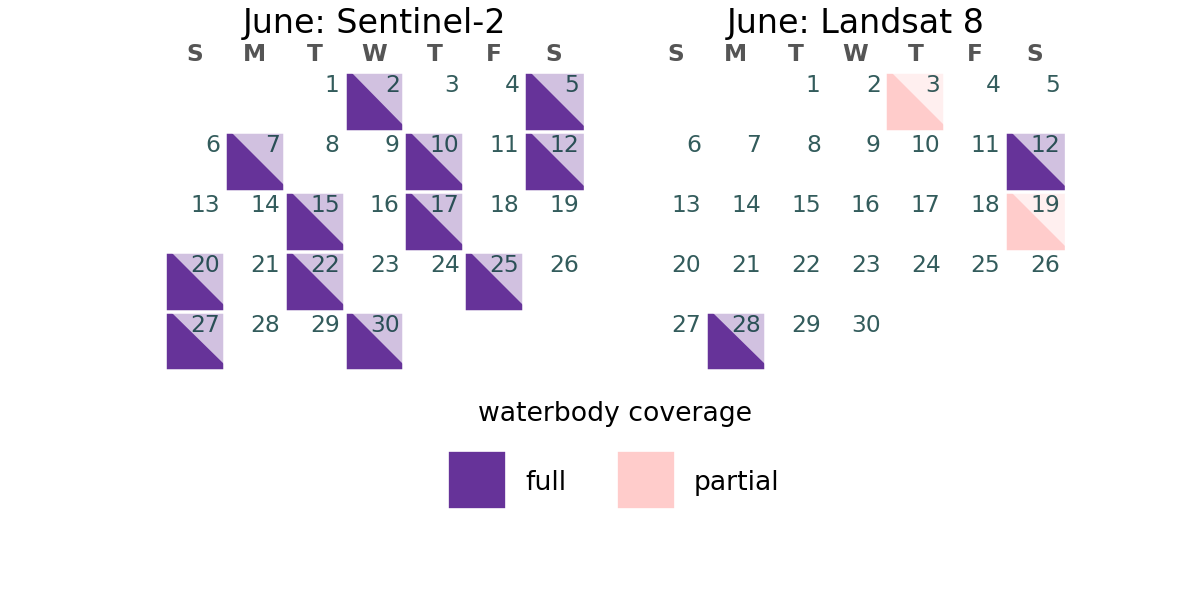 June: Sentinel-2
S M T W T F S
1 2 3 4 5
6 7 8 9 10 11 12
13 14 15 16 17 18 19
20 21 22 23 24 25 26
27 28 29 30
June: Landsat 8
S M T W T F S
1 2 3 4 5
6 7 8 9 10 11 12
13 14 15 16 17 18 19
20 21 22 23 24 25 26
27 28 29 30
waterbody coverage
full partial